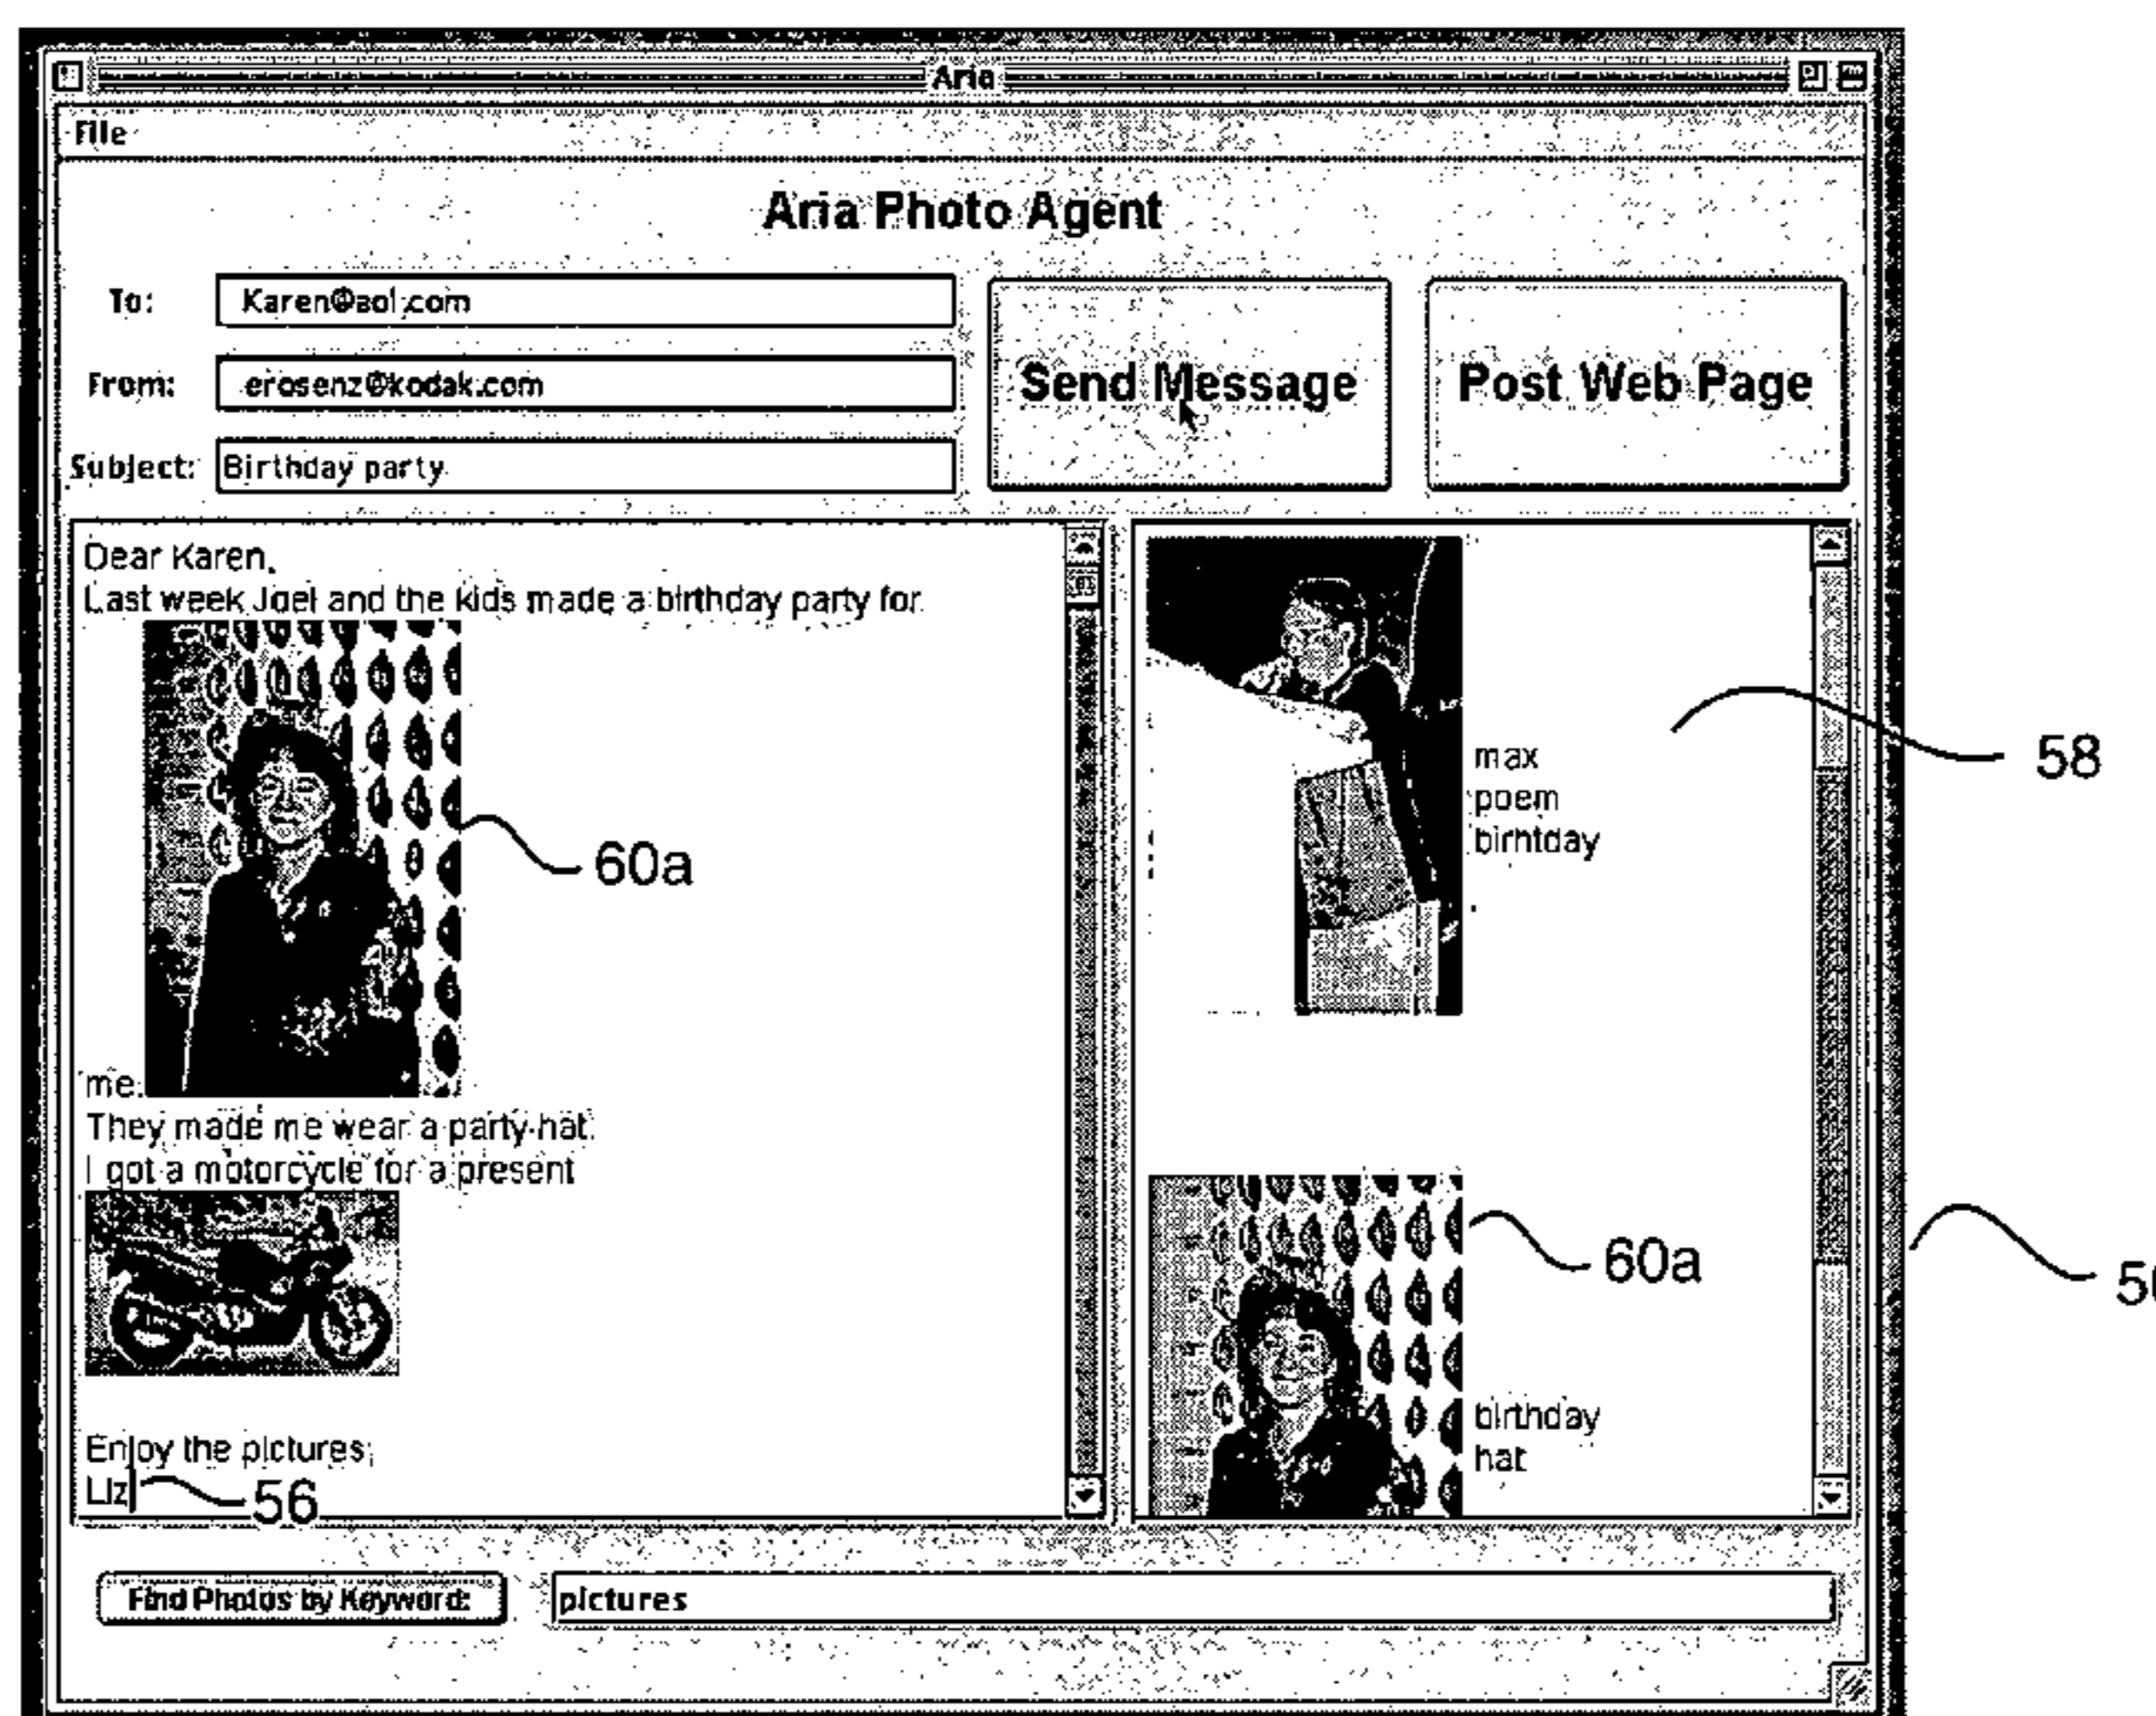 Aria
File
Aria Photo Agent
To: Karen@aol.com
From: erosenz@kodak.com
Subject: Birthday party
Send Message
Post Web Page
Dear Karen,
Last week Joel and the kids made a birthday party for
me.
60a
They made me wear a party hat.
I got a motorcycle for a present
Enjoy the pictures,
Liz
56
max
poem
birhtday
58
60a
birthday
hat
Find Photos by Keyword:
pictures